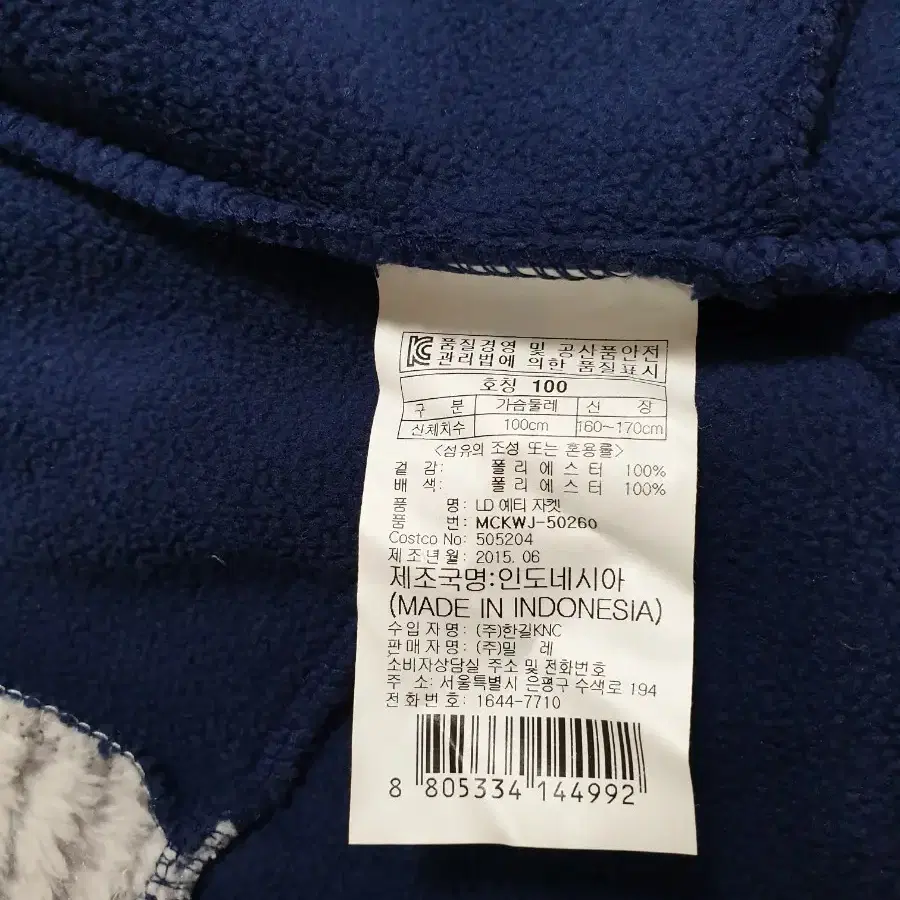 KC 품질경영 및 공산품안전
관리법에 의한 품질표시
호칭 100
구 분 가슴둘레 신 장
신체치수 100cm 160~170cm
<섬유의 조성 또는 혼용률>
겉 감: 폴리에스터 100%
배 색: 폴리에스터 100%
품 명: LD 예티 자켓
품 번: MCKWJ-50260
Costco No: 505204
제조년월: 2015. 06
제조국명:인도네시아
(MADE IN INDONESIA)
수입자명: (주)한길KNC
판매자명: (주)밀 레
소비자상담실 주소 및 전화번호
주 소: 서울특별시 은평구 수색로 194
전화번호: 1644-7710
8 805334 144992